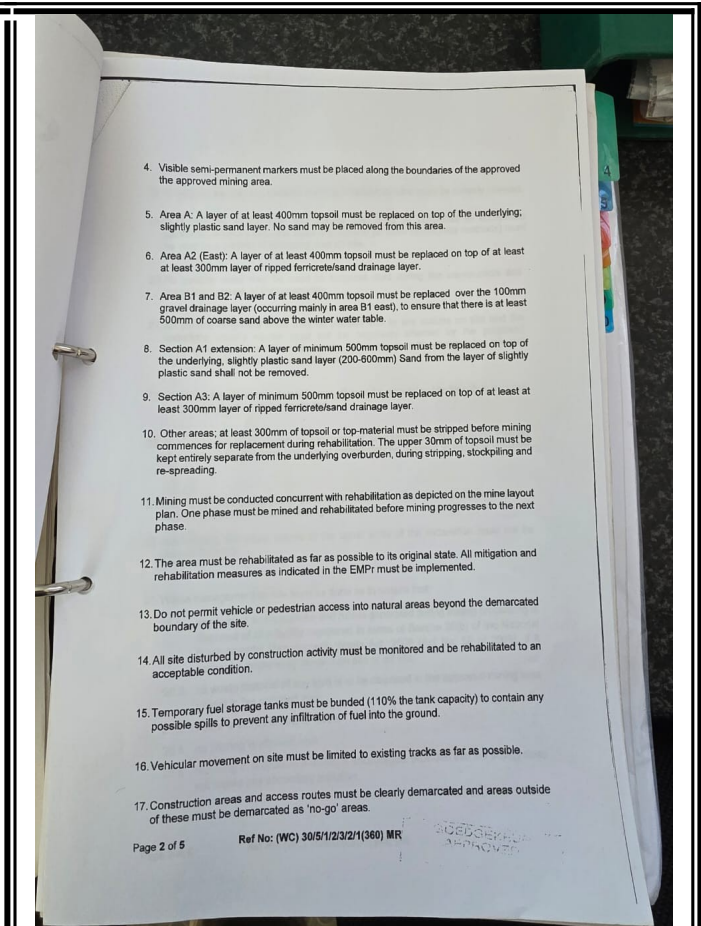 4. Visible semi-permanent markers must be placed along the boundaries of the approved
the approved mining area.
5. Area A: A layer of at least 400mm topsoil must be replaced on top of the underlying;
slightly plastic sand layer. No sand may be removed from this area.
6. Area A2 (East): A layer of at least 400mm topsoil must be replaced on top of at least
at least 300mm layer of ripped ferricrete/sand drainage layer.
7. Area B1 and B2: A layer of at least 400mm topsoil must be replaced over the 100mm
gravel drainage layer (occurring mainly in area B1 east), to ensure that there is at least
500mm of coarse sand above the winter water table.
8. Section A1 extension: A layer of minimum 500mm topsoil must be replaced on top of
the underlying, slightly plastic sand layer (200-600mm) Sand from the layer of slightly
plastic sand shall not be removed.
9. Section A3: A layer of minimum 500mm topsoil must be replaced on top of at least at
least 300mm layer of ripped ferricrete/sand drainage layer.
10. Other areas; at least 300mm of topsoil or top-material must be stripped before mining
commences for replacement during rehabilitation. The upper 30mm of topsoil must be
kept entirely separate from the underlying overburden, during stripping, stockpiling and
re-spreading.
11. Mining must be conducted concurrent with rehabilitation as depicted on the mine layout
plan. One phase must be mined and rehabilitated before mining progresses to the next
phase.
12. The area must be rehabilitated as far as possible to its original state. All mitigation and
rehabilitation measures as indicated in the EMPr must be implemented.
13. Do not permit vehicle or pedestrian access into natural areas beyond the demarcated
boundary of the site.
14. All site disturbed by construction activity must be monitored and be rehabilitated to an
acceptable condition.
15. Temporary fuel storage tanks must be bunded (110% the tank capacity) to contain any
possible spills to prevent any infiltration of fuel into the ground.
16. Vehicular movement on site must be limited to existing tracks as far as possible.
17. Construction areas and access routes must be clearly demarcated and areas outside
of these must be demarcated as 'no-go' areas.
Page 2 of 5
Ref No: (WC) 30/5/1/2/3/2/1(360) MR
APPROVED
4
5